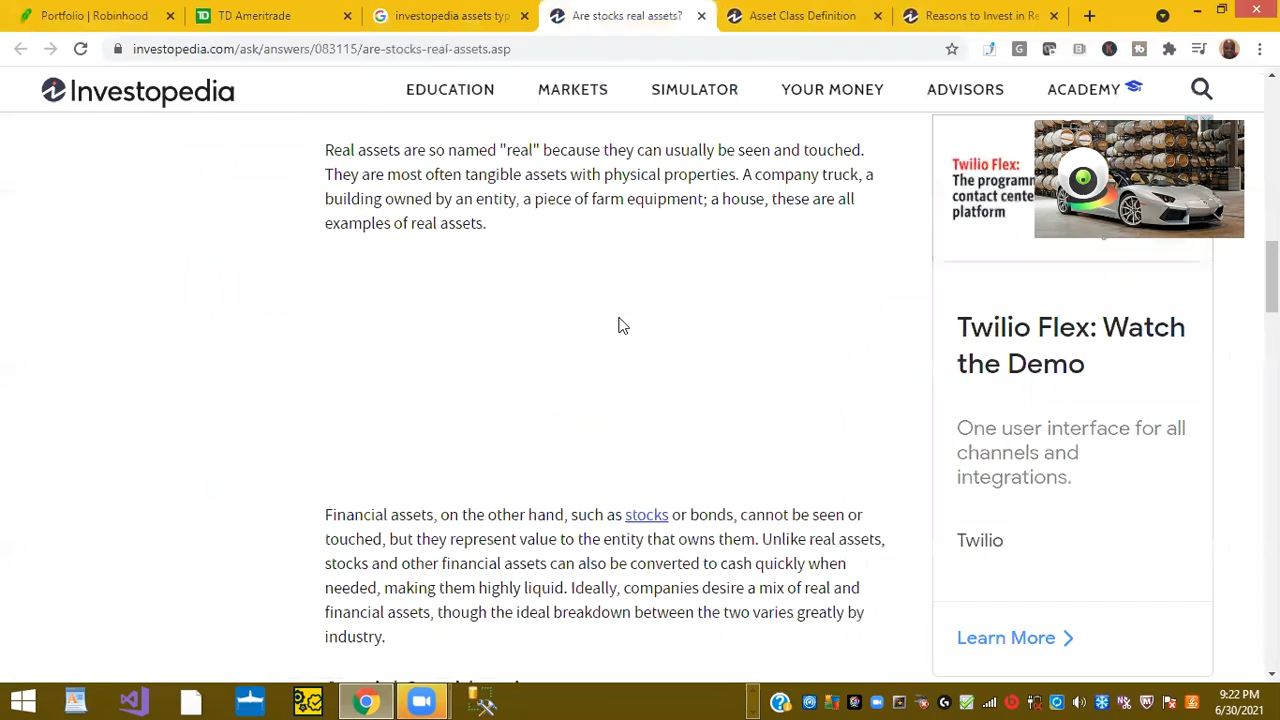 Portfolio | Robinhood
TD Ameritrade
investopedia assets typ
Are stocks real assets?
Asset Class Definition
Reasons to Invest in Re
investopedia.com/ask/answers/083115/are-stocks-real-assets.asp
Investopedia
EDUCATION
MARKETS
SIMULATOR
YOUR MONEY
ADVISORS
ACADEMY
Real assets are so named "real" because they can usually be seen and touched.
They are most often tangible assets with physical properties. A company truck, a
building owned by an entity, a piece of farm equipment; a house, these are all
examples of real assets.
Twilio Flex:
The programm
contact cente
platform
Twilio Flex: Watch
the Demo
One user interface for all
channels and
integrations.
Twilio
Learn More
Financial assets, on the other hand, such as stocks or bonds, cannot be seen or
touched, but they represent value to the entity that owns them. Unlike real assets,
stocks and other financial assets can also be converted to cash quickly when
needed, making them highly liquid. Ideally, companies desire a mix of real and
financial assets, though the ideal breakdown between the two varies greatly by
industry.
9:22 PM
6/30/2021